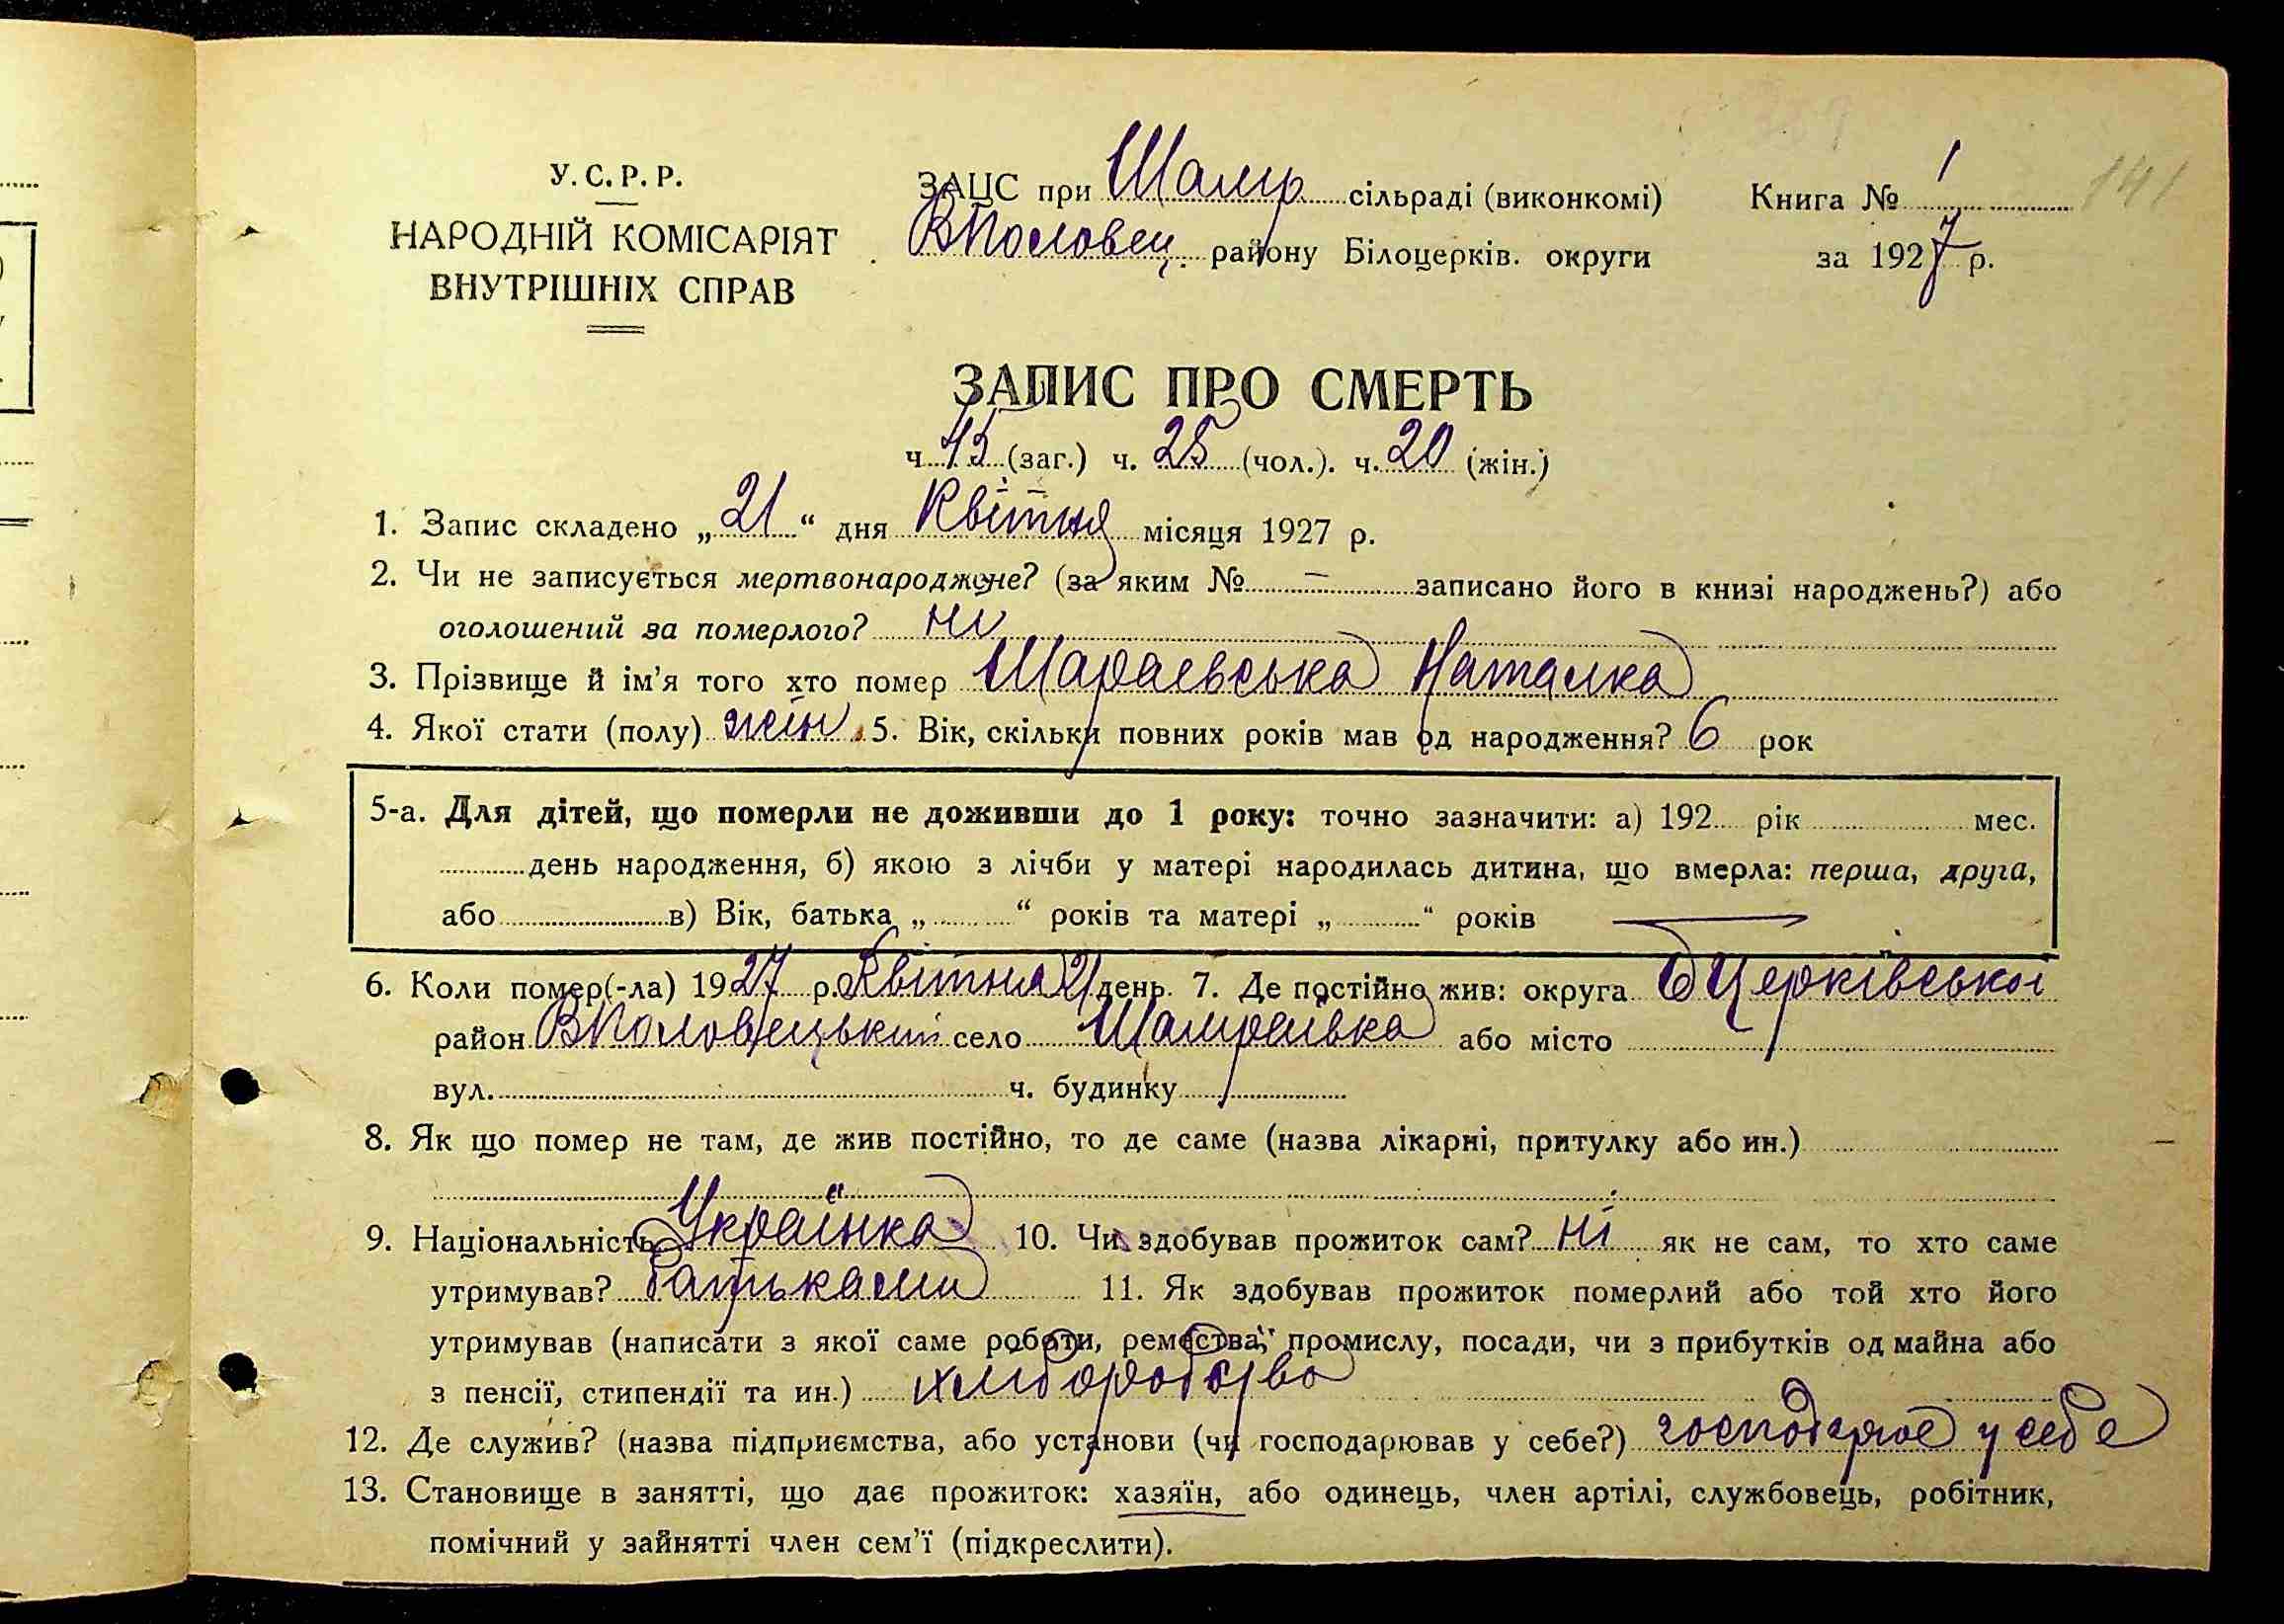 У. С. Р. Р.
НАРОДНІЙ КОМІСАРІЯТ
ВНУТРІШНІХ СПРАВ
ЗАЦС при Шамр. сільраді (виконкомі)
ВПоловец. району Білоцерків. округи
Книга № 1
141
за 1927 р.
ЗАПИС ПРО СМЕРТЬ
ч. 45 (заг.) ч. 25 (чол.). ч. 20 (жін.)
1. Запис складено „21“ дня Квітня місяця 1927 р.
2. Чи не записується мертвонароджене? (за яким № — записано його в книзі народжень?) або
оголошений за померлого? ни
3. Прізвище й ім'я того хто помер Шараевська Наталка
4. Якої стати (полу) жін. 5. Вік, скільки повних років мав од народження? 6 рок
5-а. Для дітей, що померли не доживши до 1 року: точно зазначити: а) 192 рік мес.
день народження, б) якою з лічби у матері народилась дитина, що вмерла: перша, друга,
або в) Вік, батька „ “ років та матері „ “ років
6. Коли помер(-ла) 1927 р. Квітня 21 день. 7. Де постійно жив: округа БЦерківської
район ВПоловецький село Шамраївка або місто
вул. ч. будинку
8. Як що помер не там, де жив постійно, то де саме (назва лікарні, притулку або ин.)
9. Національність Українка 10. Чи здобував прожиток сам? ні як не сам, то хто саме
утримував? батьками 11. Як здобував прожиток померлий або той хто його
утримував (написати з якої саме роботи, ремества, промислу, посади, чи з прибутків од майна або
з пенсії, стипендії та ин.) хліборобство
12. Де служив? (назва підприємства, або установи (чи господарював у себе?) господарює у себе
13. Становище в занятті, що дає прожиток: хазяїн, або одинець, член артілі, службовець, робітник,
помічний у зайнятті член сем'ї (підкреслити).